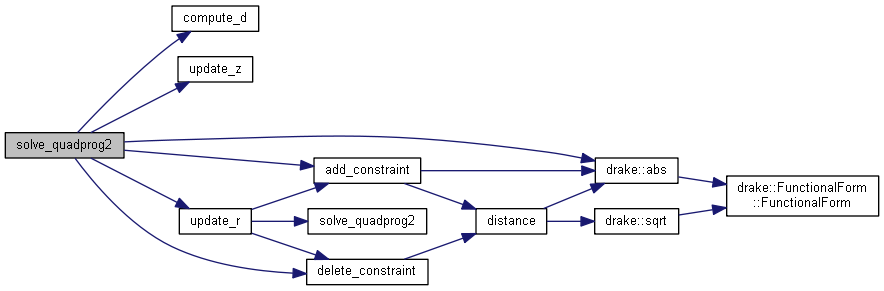 compute_d
update_z
solve_quadprog2
add_constraint
drake::abs
drake::FunctionalForm
::FunctionalForm
update_r
solve_quadprog2
distance
drake::sqrt
delete_constraint